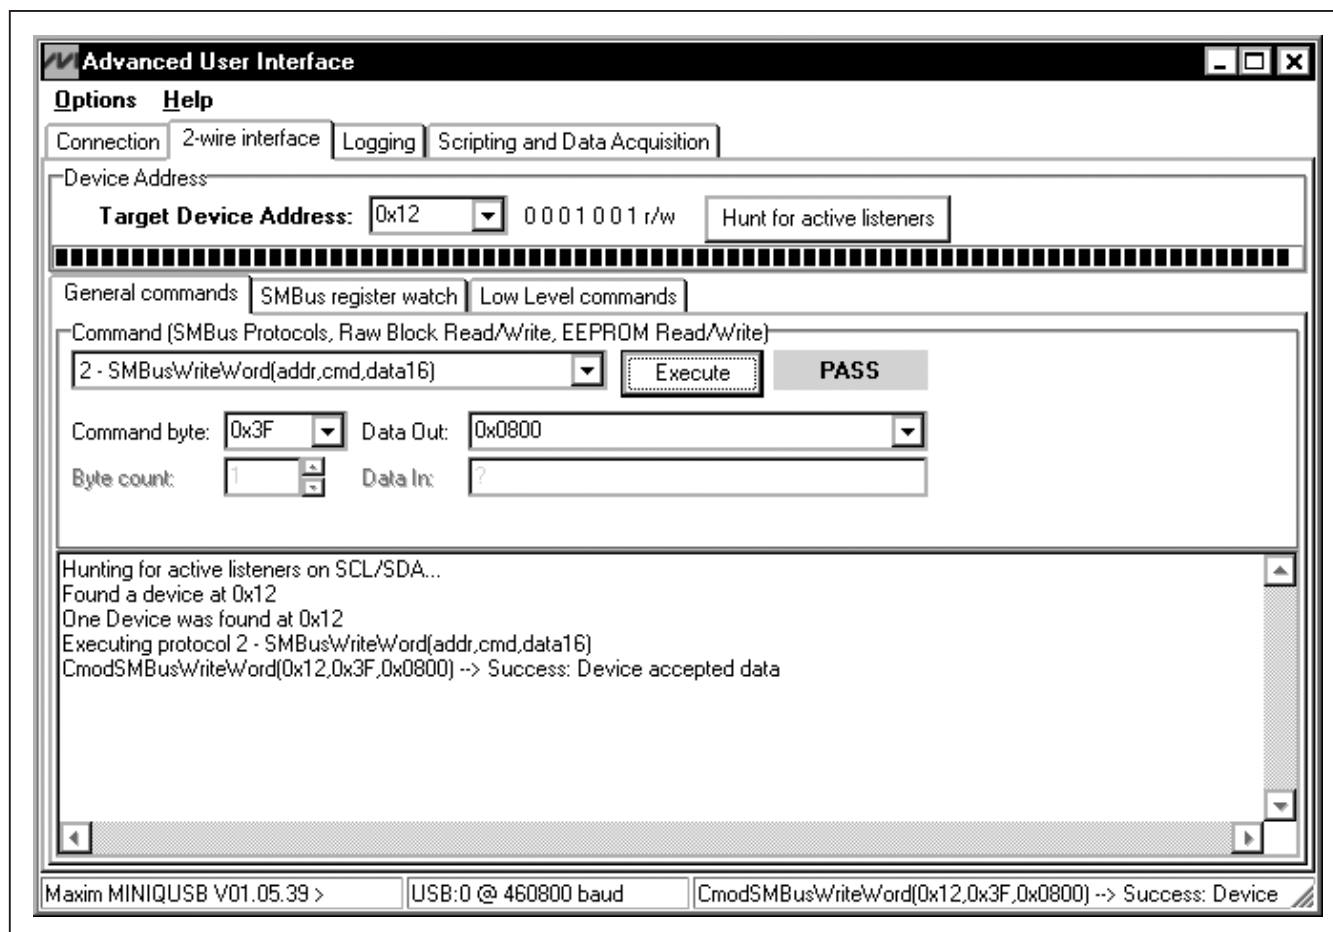 Advanced User Interface
Options Help
Connection 2-wire interface Logging Scripting and Data Acquisition
Device Address
Target Device Address: 0x12 0 0 0 1 0 0 1 r/w Hunt for active listeners
General commands SMBus register watch Low Level commands
Command (SMBus Protocols, Raw Block Read/Write, EEPROM Read/Write)
2 - SMBusWriteWord(addr,cmd,data16) Execute PASS
Command byte: 0x3F Data Out: 0x0800
Byte count: 1 Data In: ?
Hunting for active listeners on SCL/SDA...
Found a device at 0x12
One Device was found at 0x12
Executing protocol 2 - SMBusWriteWord(addr,cmd,data16)
CmodSMBusWriteWord(0x12,0x3F,0x0800) --> Success: Device accepted data
Maxim MINIQUSB V01.05.39 > USB:0 @ 460800 baud CmodSMBusWriteWord(0x12,0x3F,0x0800) --> Success: Device